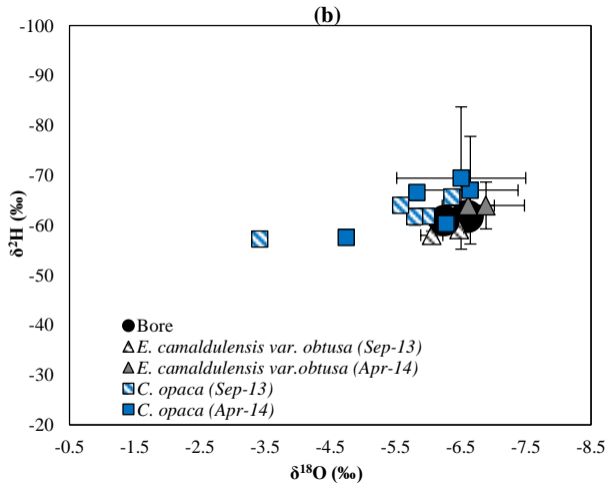 (b)
-100
-90
-80
-70
-60
-50
-40
-30
-20
δ²H (‰)
Bore
E. camaldulensis var. obtusa (Sep-13)
E. camaldulensis var.obtusa (Apr-14)
C. opaca (Sep-13)
C. opaca (Apr-14)
-0.5 -1.5 -2.5 -3.5 -4.5 -5.5 -6.5 -7.5 -8.5
δ¹⁸O (‰)